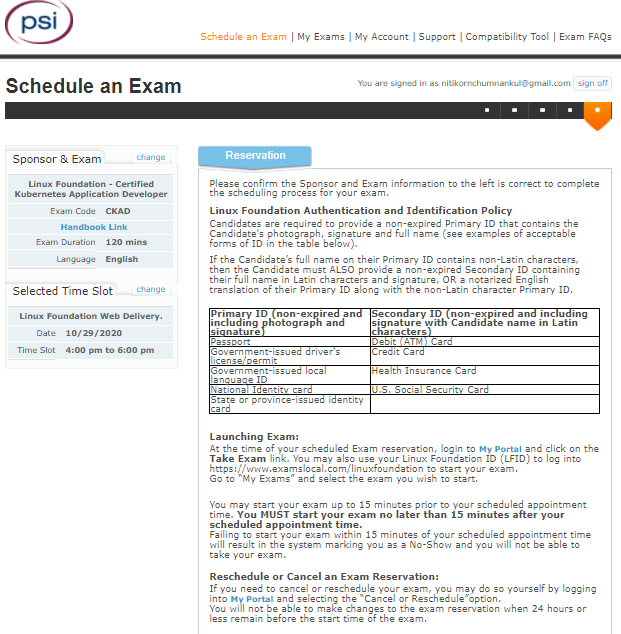 psi
Schedule an Exam | My Exams | My Account | Support | Compatibility Tool | Exam FAQs
Schedule an Exam
You are signed in as nitikornchumnankul@gmail.com sign off
Sponsor & Exam change
Linux Foundation - Certified
Kubernetes Application Developer
Exam Code CKAD
Handbook Link
Exam Duration 120 mins
Language English
Selected Time Slot change
Linux Foundation Web Delivery.
Date 10/29/2020
Time Slot 4:00 pm to 6:00 pm
Reservation
Please confirm the Sponsor and Exam information to the left is correct to complete
the scheduling process for your exam.
Linux Foundation Authentication and Identification Policy
Candidates are required to provide a non-expired Primary ID that contains the
Candidate's photograph, signature and full name (see examples of acceptable
forms of ID in the table below).
If the Candidate's full name on their Primary ID contains non-Latin characters,
then the Candidate must ALSO provide a non-expired Secondary ID containing
their full name in Latin characters and signature, OR a notarized English
translation of their Primary ID along with the non-Latin character Primary ID.
Primary ID (non-expired and
including photograph and
signature)
Secondary ID (non-expired and including
signature with Candidate name in Latin
characters)
Passport
Debit (ATM) Card
Government-issued driver's
license/permit
Credit Card
Government-issued local
language ID
Health Insurance Card
National Identity card
U.S. Social Security Card
State or province-issued identity
card
Launching Exam:
At the time of your scheduled Exam reservation, login to My Portal and click on the
Take Exam link. You may also use your Linux Foundation ID (LFID) to log into
https://www.examslocal.com/linuxfoundation to start your exam.
Go to "My Exams" and select the exam you wish to start.
You may start your exam up to 15 minutes prior to your scheduled appointment
time. You MUST start your exam no later than 15 minutes after your
scheduled appointment time.
Failing to start your exam within 15 minutes of your scheduled appointment time
will result in the system marking you as a No-Show and you will not be able to
take your exam.
Reschedule or Cancel an Exam Reservation:
If you need to cancel or reschedule your exam, you may do so yourself by logging
into My Portal and selecting the "Cancel or Reschedule"option.
You will not be able to make changes to the exam reservation when 24 hours or
less remain before the start time of the exam.